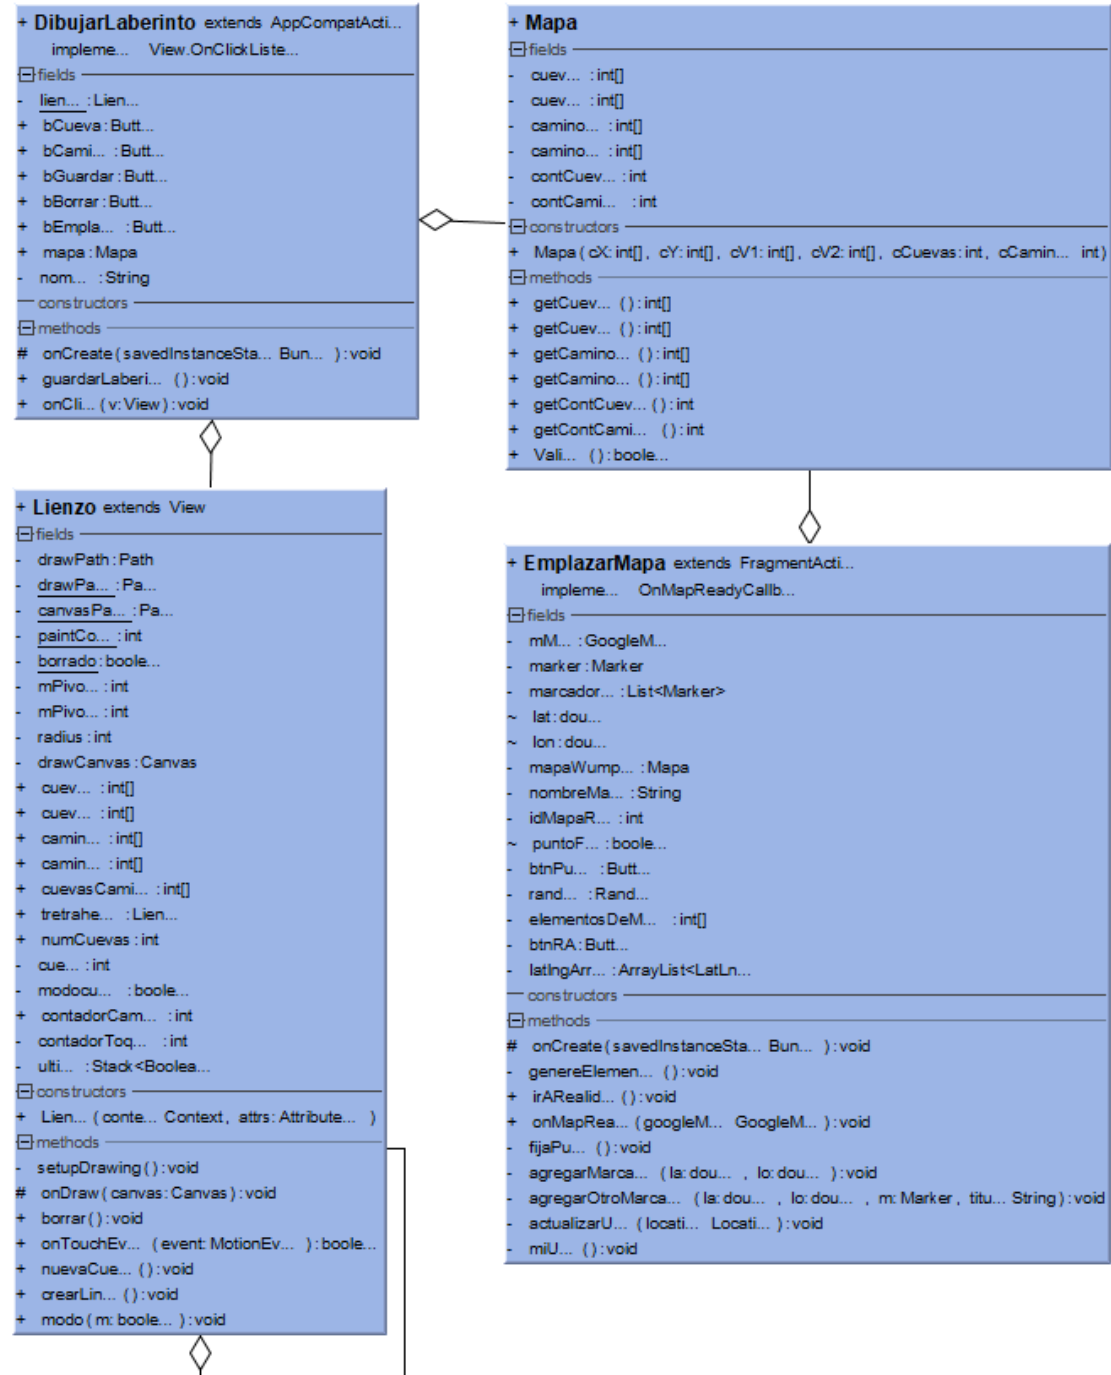 + DibujarLaberinto extends AppCompatActi...
impleme... View.OnClickListe...
fields
- lien... : Lien...
+ bCueva : Butt...
+ bCami... : Butt...
+ bGuardar : Butt...
+ bBorrar : Butt...
+ bEmpla... : Butt...
+ mapa : Mapa
- nom... : String
constructors
methods
# onCreate ( savedInstanceSta... Bun... ) : void
+ guardarLaberi... ( ) : void
+ onCli... ( v: View ) : void
+ Mapa
fields
- cuev... : int[]
- cuev... : int[]
- camino... : int[]
- camino... : int[]
- contCuev... : int
- contCami... : int
constructors
+ Mapa ( cX: int[] , cY: int[] , cV1: int[] , cV2: int[] , cCuevas: int , cCamin... int )
methods
+ getCuev... ( ) : int[]
+ getCuev... ( ) : int[]
+ getCamino... ( ) : int[]
+ getCamino... ( ) : int[]
+ getContCuev... ( ) : int
+ getContCami... ( ) : int
+ Vali... ( ) : boole...
+ Lienzo extends View
fields
- drawPath : Path
- drawPa... : Pa...
- canvasPa... : Pa...
- paintCo... : int
- borrado : boole...
- mPivo... : int
- mPivo... : int
- radius : int
- drawCanvas : Canvas
+ cuev... : int[]
+ cuev... : int[]
+ camin... : int[]
+ camin... : int[]
+ cuevasCami... : int[]
+ tretrahe... : Lien...
+ numCuevas : int
- cue... : int
- modocu... : boole...
+ contadorCam... : int
- contadorToq... : int
- ulti... : Stack<Boolea...
constructors
+ Lien... ( conte... Context , attrs: Attribute... )
methods
- setupDrawing ( ) : void
# onDraw ( canvas: Canvas ) : void
+ borrar ( ) : void
+ onTouchEv... ( event: MotionEv... ) : boole...
+ nuevaCue... ( ) : void
+ crearLin... ( ) : void
+ modo ( m: boole... ) : void
+ EmplazarMapa extends FragmentActi...
impleme... OnMapReadyCallb...
fields
- mM... : GoogleM...
- marker : Marker
- marcador... : List<Marker>
~ lat : dou...
~ lon : dou...
- mapaWump... : Mapa
- nombreMa... : String
- idMapaR... : int
~ puntoF... : boole...
- btnPu... : Butt...
- rand... : Rand...
- elementosDeM... : int[]
- btnRA : Butt...
- latlngArr... : ArrayList<LatLn...
constructors
methods
# onCreate ( savedInstanceSta... Bun... ) : void
- genereElemen... ( ) : void
+ irARealid... ( ) : void
+ onMapRea... ( googleM... GoogleM... ) : void
- fijaPu... ( ) : void
- agregarMarca... ( la: dou... , lo: dou... ) : void
- agregarOtroMarca... ( la: dou... , lo: dou... , m: Marker , titu... String ) : void
- actualizarU... ( locati... Locati... ) : void
- miU... ( ) : void